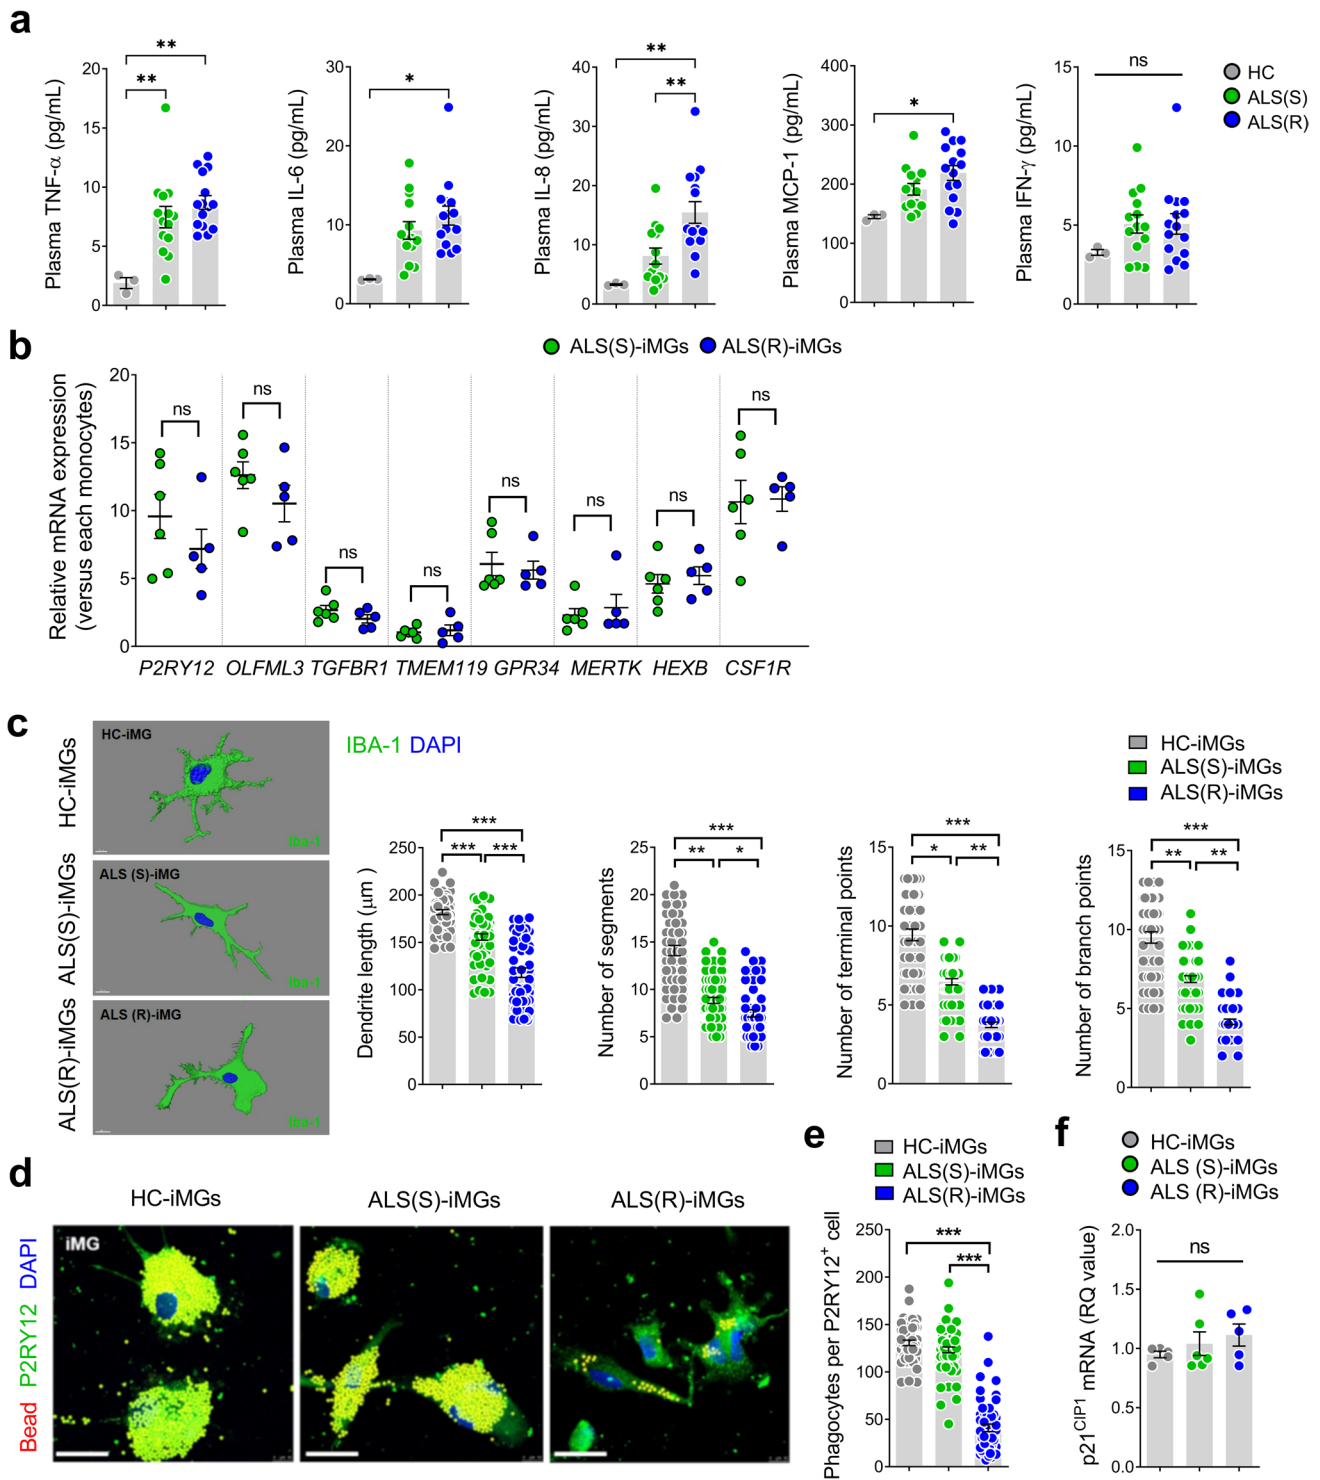 a
Plasma TNF-α (pg/mL)
20
15
10
5
0
**
**
Plasma IL-6 (pg/mL)
30
20
10
0
*
Plasma IL-8 (pg/mL)
40
30
20
10
0
**
**
Plasma MCP-1 (pg/mL)
400
300
200
100
0
*
Plasma IFN-γ (pg/mL)
15
10
5
0
ns
HC
ALS(S)
ALS(R)
b
ALS(S)-iMGs ALS(R)-iMGs
Relative mRNA expression
(versus each monocytes)
20
15
10
5
0
ns ns ns ns ns ns ns ns
P2RY12 OLFML3 TGFBR1 TMEM119 GPR34 MERTK HEXB CSF1R
c
HC-iMGs
ALS(S)-iMGs
ALS(R)-iMGs
HC-iMG
Iba-1
ALS (S)-iMG
ALS (R)-iMG
Iba-1
IBA-1 DAPI
HC-iMGs
ALS(S)-iMGs
ALS(R)-iMGs
Dendrite length (μm )
250
200
150
100
50
0
***
*** ***
Number of segments
25
20
15
10
5
0
***
** *
Number of terminal points
15
10
5
0
***
* **
Number of branch points
15
10
5
0
***
** **
d
HC-iMGs ALS(S)-iMGs ALS(R)-iMGs
Bead P2RY12 DAPI
iMG
e
HC-iMGs
ALS(S)-iMGs
ALS(R)-iMGs
Phagocytes per P2RY12+ cell
250
200
150
100
50
0
***
***
f
HC-iMGs
ALS (S)-iMGs
ALS (R)-iMGs
p21CIP1 mRNA (RQ value)
2.0
1.5
1.0
0.5
0.0
ns